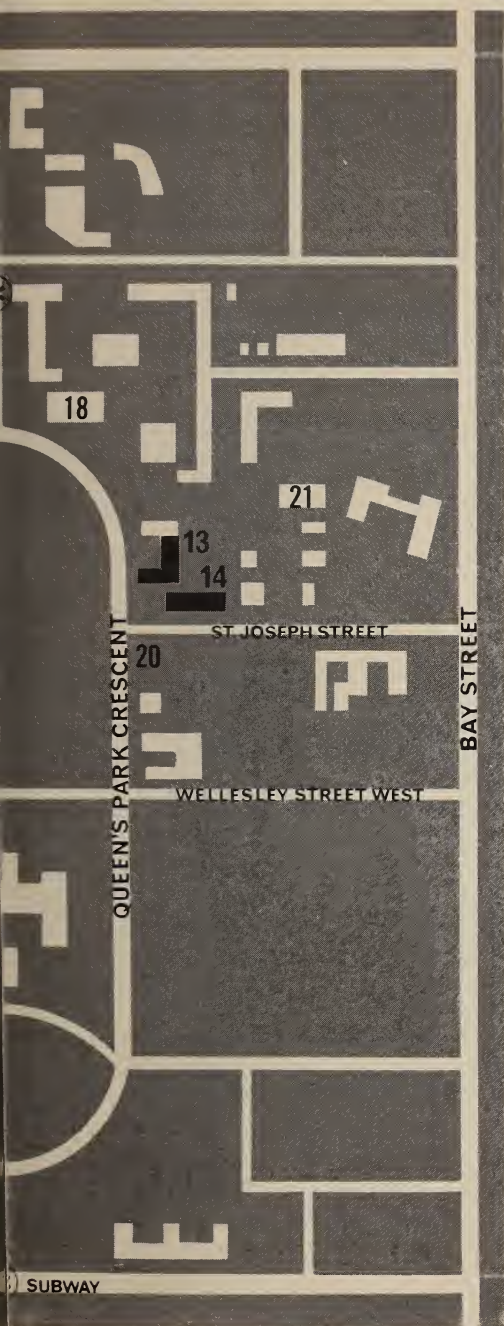 18
21
13
14
ST. JOSEPH STREET
20
QUEEN'S PARK CRESCENT
BAY STREET
WELLESLEY STREET WEST
SUBWAY